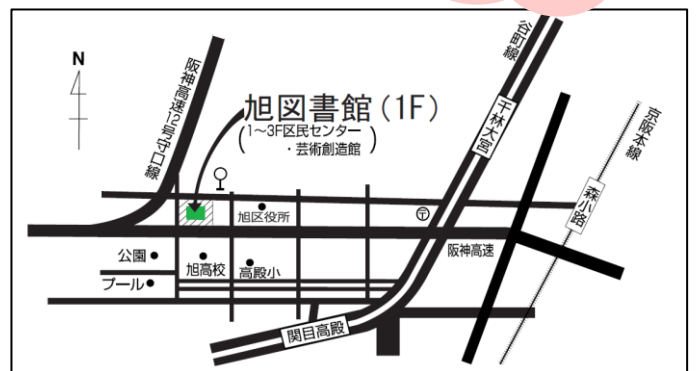 N
阪神高速12号守口線
旭図書館(1F)
(1〜3F区民センター
・芸術創造館)
谷町線
千林大宮
京阪本線
森小路
旭区役所
〒
阪神高速
公園
旭高校
高殿小
プール
関目高殿